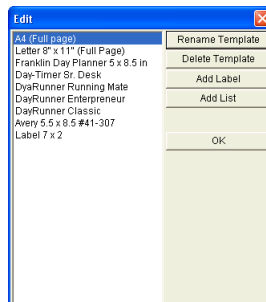 Edit
A4 (Full page)
Letter 8" x 11" (Full Page)
Franklin Day Planner 5 x 8.5 in
Day-Timer Sr. Desk
DyaRunner Running Mate
DayRunner Enterpreneur
DayRunner Classic
Avery 5.5 x 8.5 #41-307
Label 7 x 2
Rename Template
Delete Template
Add Label
Add List
OK